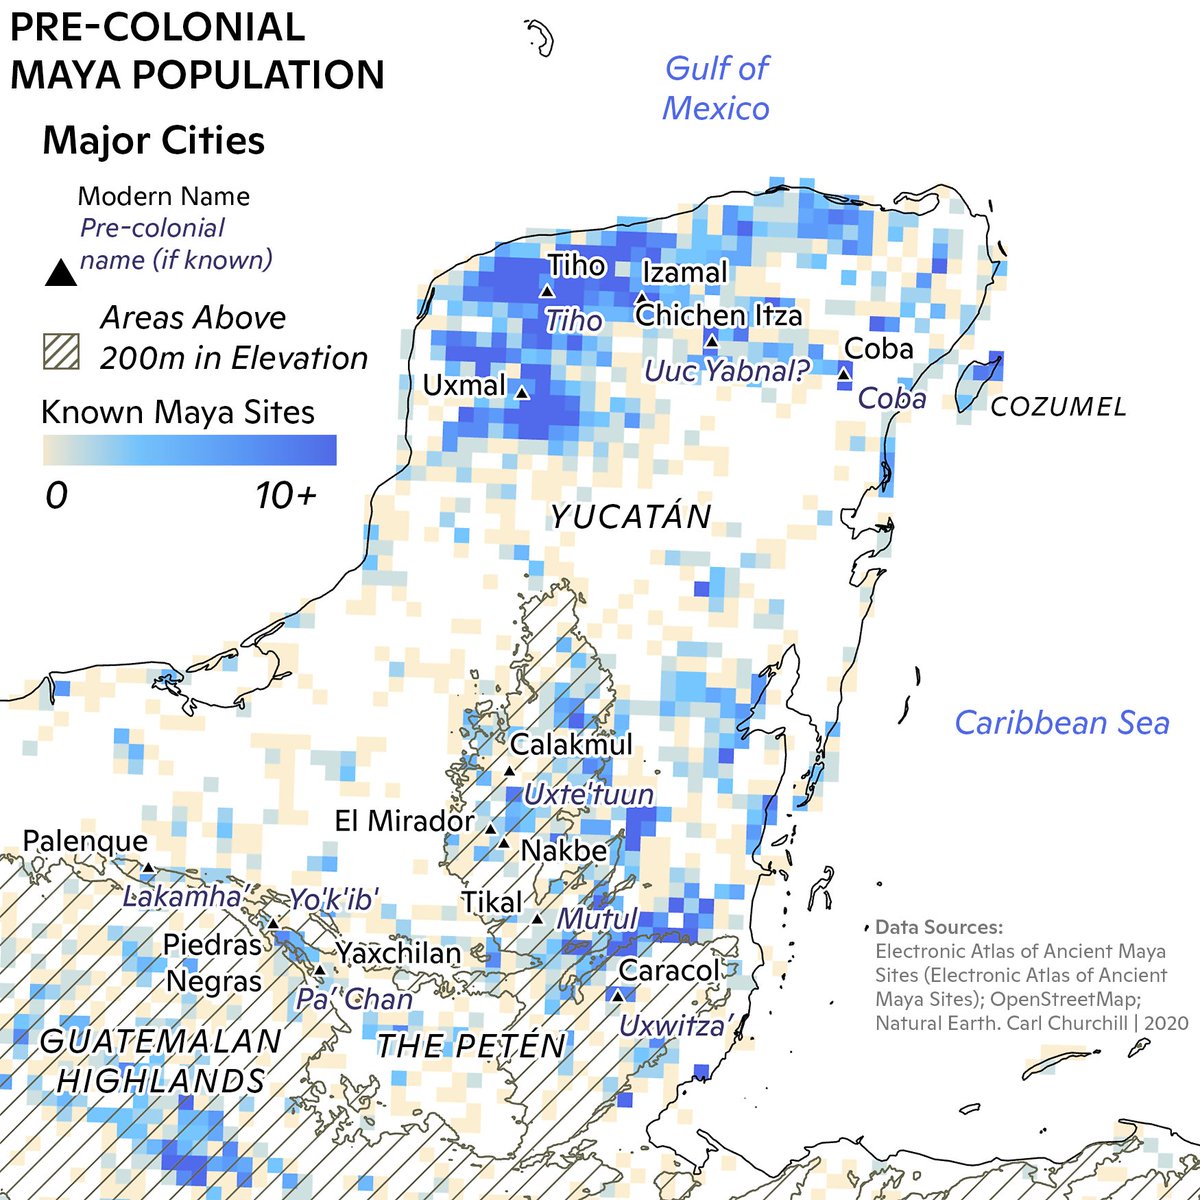 PRE-COLONIAL
MAYA POPULATION
Major Cities
Modern Name
Pre-colonial
name (if known)
Areas Above
200m in Elevation
Known Maya Sites
0
10+
Gulf of
Mexico
Tiho
Tiho
Izamal
Chichen Itza
Uuc Yabnal?
Coba
Coba
Uxmal
COZUMEL
YUCATÁN
Caribbean Sea
Calakmul
Uxte'tuun
El Mirador
Nakbe
Palenque
Lakamha'
Yo'k'ib'
Tikal
Mutul
Piedras
Negras
Yaxchilan
Pa' Chan
Caracol
Uxwitza'
GUATEMALAN
HIGHLANDS
THE PETÉN
Data Sources:
Electronic Atlas of Ancient Maya
Sites (Electronic Atlas of Ancient
Maya Sites); OpenStreetMap;
Natural Earth. Carl Churchill | 2020